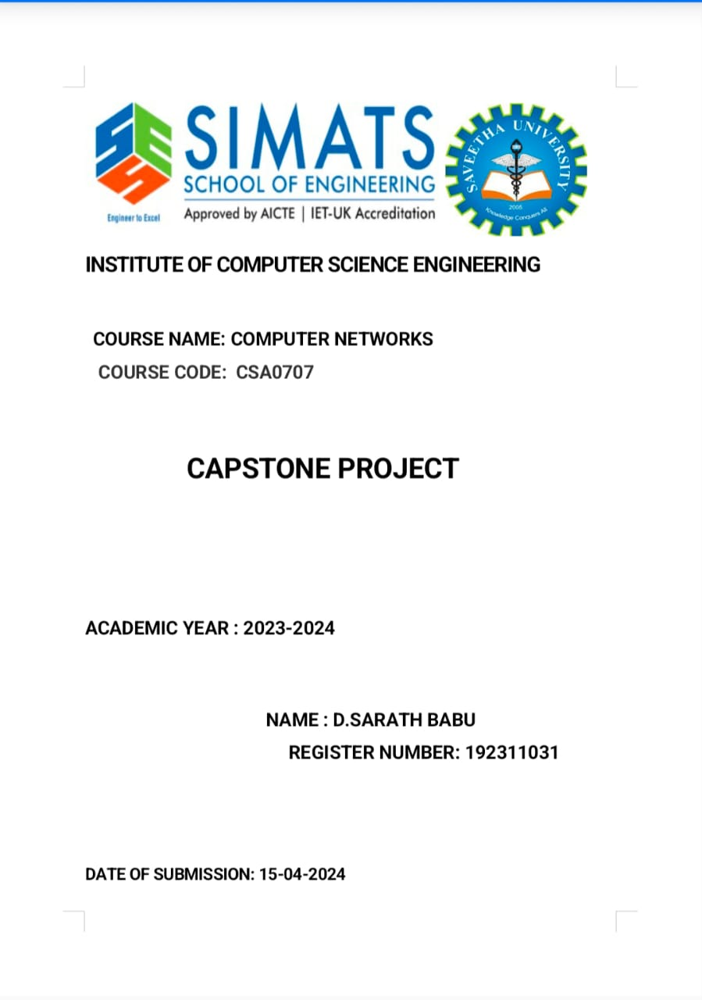 SIMATS
SCHOOL OF ENGINEERING
Approved by AICTE | IET-UK Accreditation
SES
Engineer to Excel
SAVEETHA UNIVERSITY
2005
Knowledge Conquers All
INSTITUTE OF COMPUTER SCIENCE ENGINEERING
COURSE NAME: COMPUTER NETWORKS
COURSE CODE: CSA0707
CAPSTONE PROJECT
ACADEMIC YEAR : 2023-2024
NAME : D.SARATH BABU
REGISTER NUMBER: 192311031
DATE OF SUBMISSION: 15-04-2024